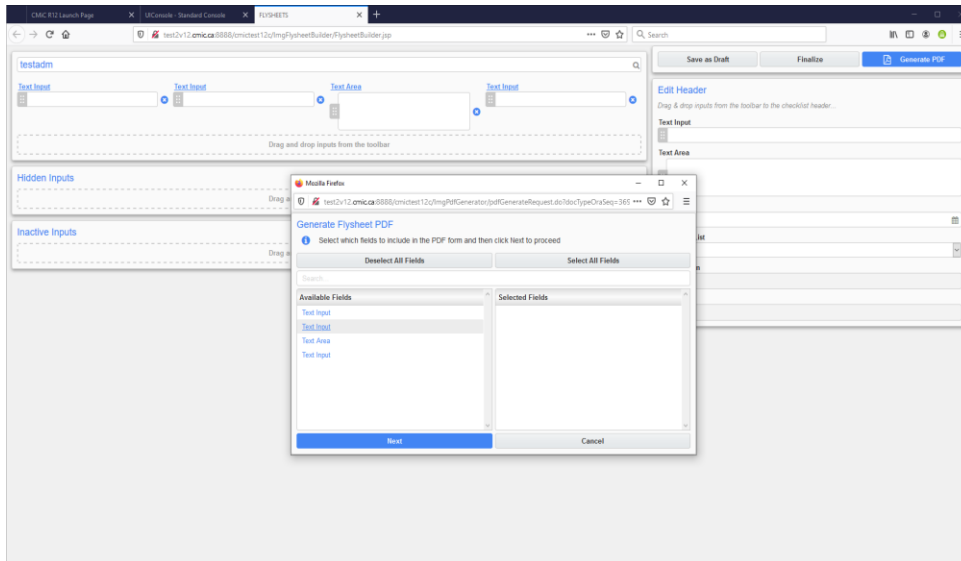 CMiC R12 Launch Page
UIConsole - Standard Console
FLYSHEETS
test2v12.cmic.ca:8888/cmictest12c/ImgFlysheetBuilder/FlysheetBuilder.jsp
Search
testadm
Text Input
Text Input
Text Area
Text Input
Drag and drop inputs from the toolbar
Hidden Inputs
Drag a
Inactive Inputs
Drag a
Save as Draft
Finalize
Generate PDF
Edit Header
Drag & drop inputs from the toolbar to the checklist header...
Text Input
Text Area
ist
n
Mozilla Firefox
test2v12.cmic.ca:8888/cmictest12c/ImgPdfGenerator/pdfGenerateRequest.do?docTypeOraSeq=365
Generate Flysheet PDF
Select which fields to include in the PDF form and then click Next to proceed
Deselect All Fields
Select All Fields
Search...
Available Fields
Selected Fields
Text Input
Text Input
Text Area
Text Input
Next
Cancel